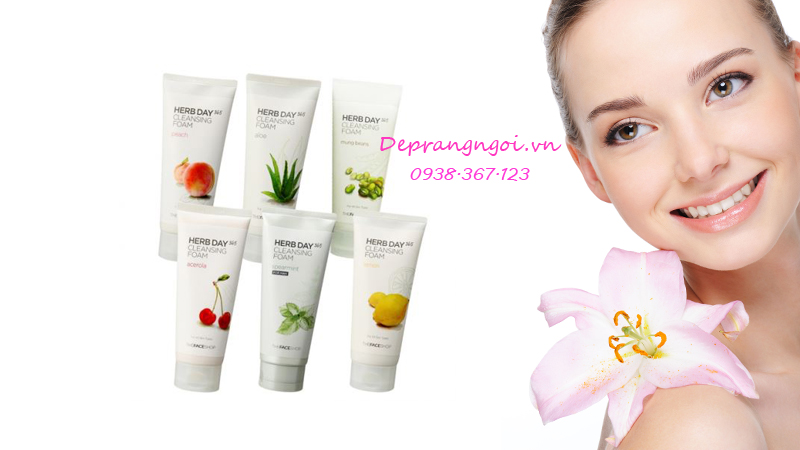 HERB DAY 365
CLEANSING
FOAM
peach
HERB DAY 365
CLEANSING
FOAM
aloe
HERB DAY 365
CLEANSING
FOAM
mung beans
Deprangngoi.vn
0938·367·123
HERB DAY 365
CLEANSING
FOAM
acerola
THEFACESHOP
HERB DAY 365
CLEANSING
FOAM
spearmint
THEFACESHOP
HERB DAY 365
CLEANSING
FOAM
lemon
THEFACESHOP